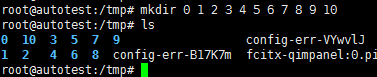 root@autotest:/tmp# mkdir 0 1 2 3 4 5 6 7 8 9 10
root@autotest:/tmp# ls
0 10 3 5 7 9 config-err-VYwvlJ
1 2 4 6 8 config-err-B17K7m fcitx-qimpanel:0.pi
root@autotest:/tmp#